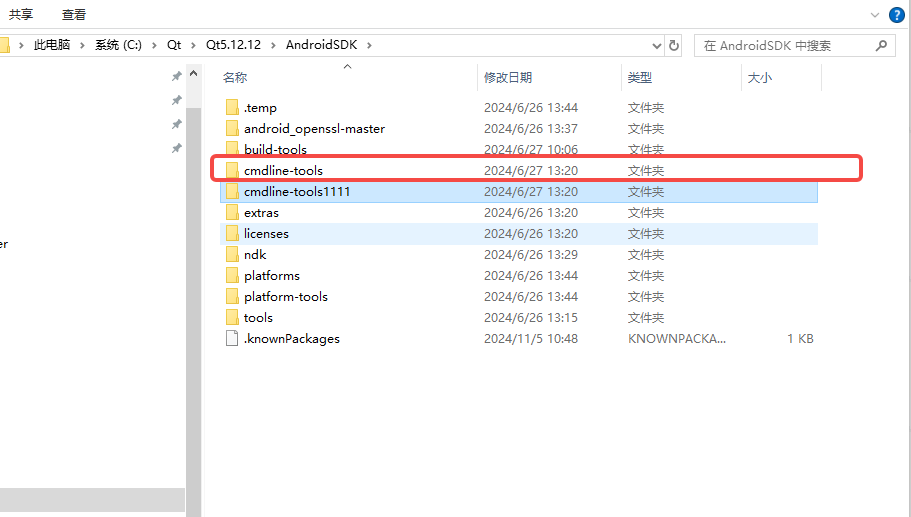 共享 查看
此电脑 系统 (C:) Qt Qt5.12.12 AndroidSDK 在 AndroidSDK 中搜索
名称 修改日期 类型 大小
.temp 2024/6/26 13:44 文件夹
android_openssl-master 2024/6/26 13:37 文件夹
build-tools 2024/6/27 10:06 文件夹
cmdline-tools 2024/6/27 13:20 文件夹
cmdline-tools1111 2024/6/27 13:20 文件夹
extras 2024/6/26 13:20 文件夹
licenses 2024/6/26 13:20 文件夹
er
ndk 2024/6/26 13:29 文件夹
platforms 2024/6/26 13:44 文件夹
platform-tools 2024/6/26 13:44 文件夹
tools 2024/6/26 13:15 文件夹
.knownPackages 2024/11/5 10:48 KNOWNPACKA... 1 KB